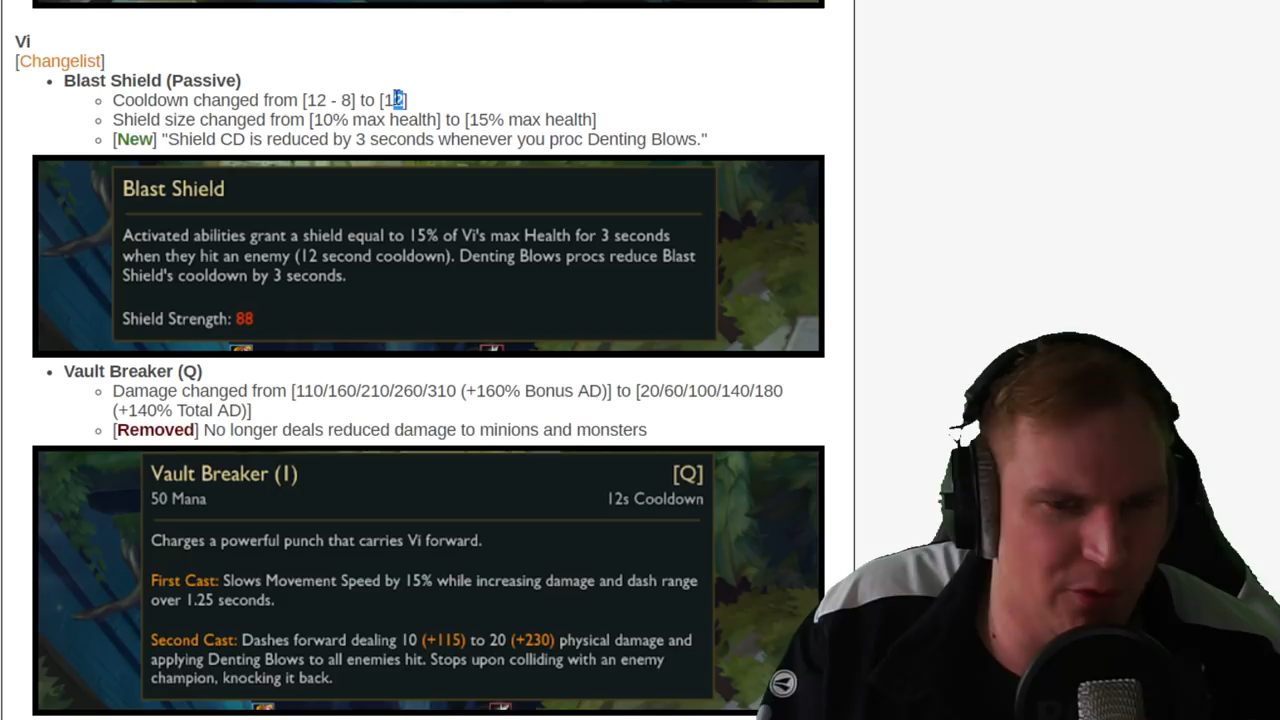 Vi
[Changelist]
• Blast Shield (Passive)
○ Cooldown changed from [12 - 8] to [12]
○ Shield size changed from [10% max health] to [15% max health]
○ [New] "Shield CD is reduced by 3 seconds whenever you proc Denting Blows."
Blast Shield
Activated abilities grant a shield equal to 15% of Vi's max Health for 3 seconds
when they hit an enemy (12 second cooldown). Denting Blows procs reduce Blast
Shield's cooldown by 3 seconds.
Shield Strength: 88
• Vault Breaker (Q)
○ Damage changed from [110/160/210/260/310 (+160% Bonus AD)] to [20/60/100/140/180
(+140% Total AD)]
○ [Removed] No longer deals reduced damage to minions and monsters
Vault Breaker (1) [Q]
50 Mana 12s Cooldown
Charges a powerful punch that carries Vi forward.
First Cast: Slows Movement Speed by 15% while increasing damage and dash range
over 1.25 seconds.
Second Cast: Dashes forward dealing 10 (+115) to 20 (+230) physical damage and
applying Denting Blows to all enemies hit. Stops upon colliding with an enemy
champion, knocking it back.